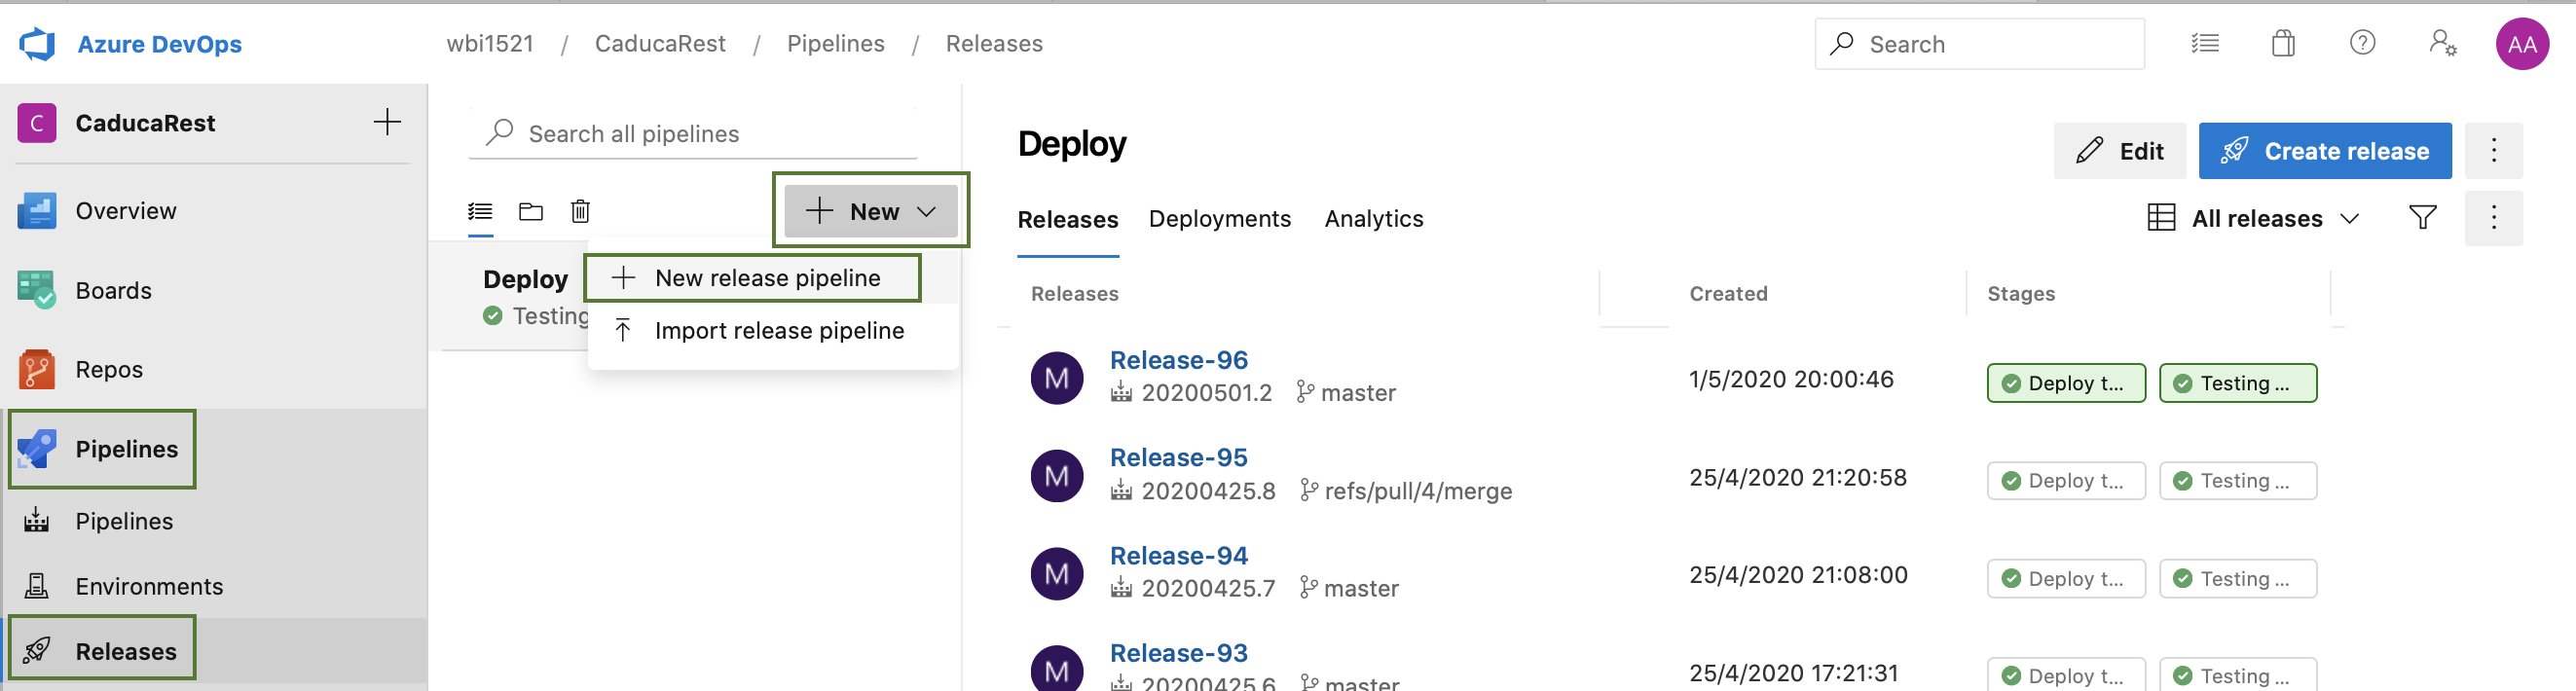 Azure DevOps
wbi1521 / CaducaRest / Pipelines / Releases
Search
AA
C CaducaRest
Overview
Boards
Repos
Pipelines
Pipelines
Environments
Releases
Search all pipelines
New
Deploy
Testing
New release pipeline
Import release pipeline
Deploy
Edit
Create release
Releases Deployments Analytics
All releases
Releases Created Stages
M Release-96
20200501.2 master
1/5/2020 20:00:46
Deploy t... Testing ...
M Release-95
20200425.8 refs/pull/4/merge
25/4/2020 21:20:58
Deploy t... Testing ...
M Release-94
20200425.7 master
25/4/2020 21:08:00
Deploy t... Testing ...
M Release-93
20200425.6 master
25/4/2020 17:21:31
Deploy t... Testing ...